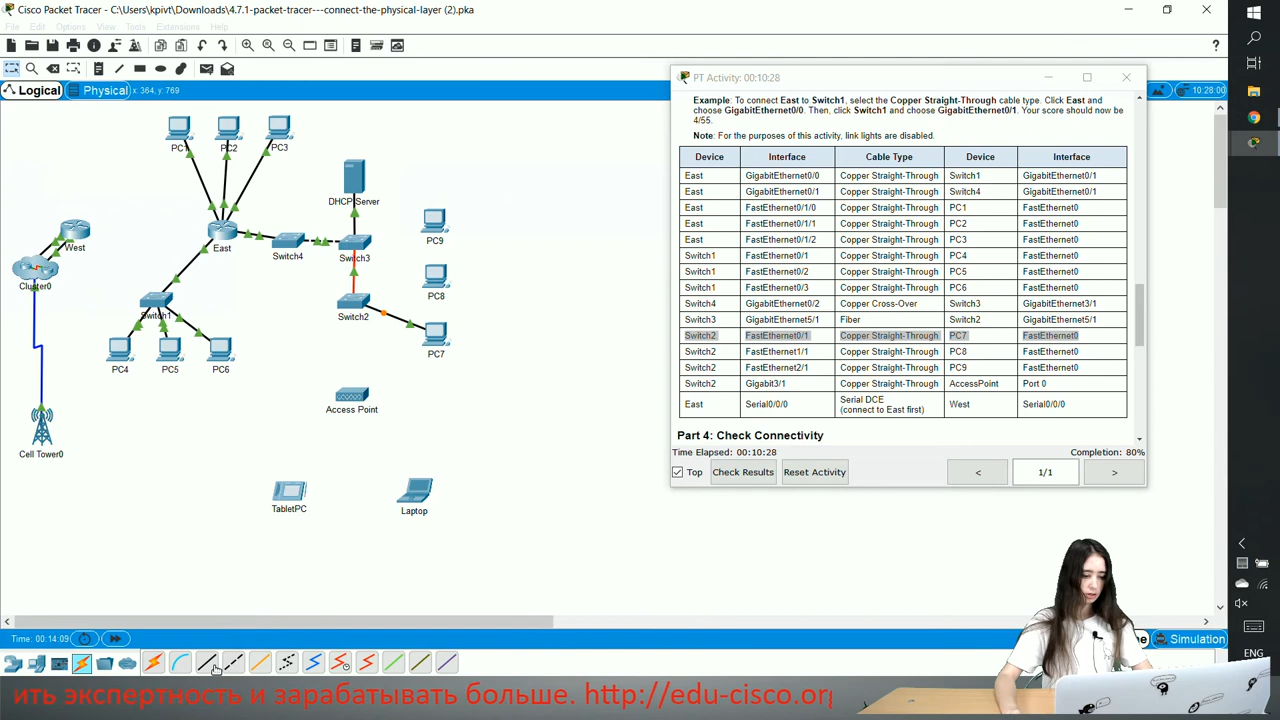 Cisco Packet Tracer - C:\Users\kpivt\Downloads\4.7.1-packet-tracer---connect-the-physical-layer (2).pka
File Edit Options View Tools Extensions Help
Logical Physical x: 364, y: 769
10:28:00
PC1 PC2 PC3
DHCP Server
PC9
West
East
Switch4
Switch3
Cluster0
PC8
Switch1
Switch2
PC7
PC4 PC5 PC6
Access Point
Cell Tower0
TabletPC
Laptop
PT Activity: 00:10:28
Example: To connect East to Switch1, select the Copper Straight-Through cable type. Click East and
choose GigabitEthernet0/0. Then, click Switch1 and choose GigabitEthernet0/1. Your score should now be
4/55.
Note: For the purposes of this activity, link lights are disabled.
Device Interface Cable Type Device Interface
East GigabitEthernet0/0 Copper Straight-Through Switch1 GigabitEthernet0/1
East GigabitEthernet0/1 Copper Straight-Through Switch4 GigabitEthernet0/1
East FastEthernet0/1/0 Copper Straight-Through PC1 FastEthernet0
East FastEthernet0/1/1 Copper Straight-Through PC2 FastEthernet0
East FastEthernet0/1/2 Copper Straight-Through PC3 FastEthernet0
Switch1 FastEthernet0/1 Copper Straight-Through PC4 FastEthernet0
Switch1 FastEthernet0/2 Copper Straight-Through PC5 FastEthernet0
Switch1 FastEthernet0/3 Copper Straight-Through PC6 FastEthernet0
Switch4 GigabitEthernet0/2 Copper Cross-Over Switch3 GigabitEthernet3/1
Switch3 GigabitEthernet5/1 Fiber Switch2 GigabitEthernet5/1
Switch2 FastEthernet0/1 Copper Straight-Through PC7 FastEthernet0
Switch2 FastEthernet1/1 Copper Straight-Through PC8 FastEthernet0
Switch2 FastEthernet2/1 Copper Straight-Through PC9 FastEthernet0
Switch2 Gigabit3/1 Copper Straight-Through AccessPoint Port 0
East Serial0/0/0 Serial DCE (connect to East first) West Serial0/0/0
Part 4: Check Connectivity
Time Elapsed: 00:10:28 Completion: 80%
Top Check Results Reset Activity < 1/1 >
Time: 00:14:09
Simulation
ENG
ить экспертность и зарабатывать больше. http://edu-cisco.org